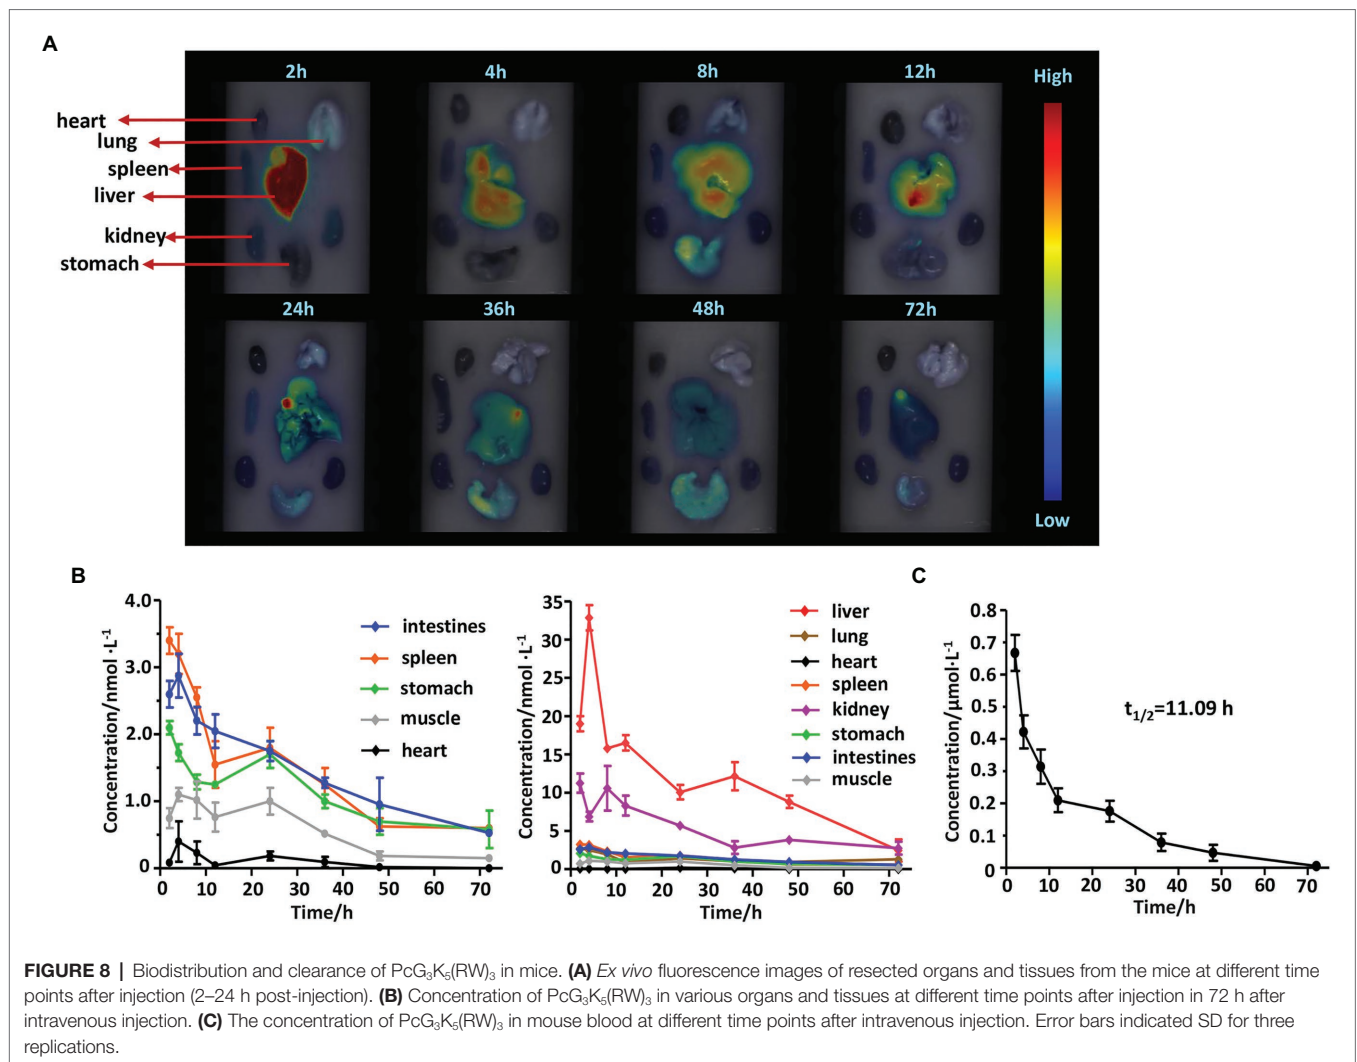 A
2h
4h
8h
12h
High
heart
lung
spleen
liver
kidney
stomach
24h
36h
48h
72h
Low
B
Concentration/nmol·L⁻¹
4.0
3.0
2.0
1.0
0
0 10 20 30 40 50 60 70
Time/h
intestines
spleen
stomach
muscle
heart
Concentration/nmol·L⁻¹
35
30
25
20
15
10
5
0
0 10 20 30 40 50 60 70
Time/h
liver
lung
heart
spleen
kidney
stomach
intestines
muscle
C
Concentration/μmol·L⁻¹
0.8
0.7
0.6
0.5
0.4
0.3
0.2
0.1
0
0 10 20 30 40 50 60 70
Time/h
t₁/₂=11.09 h
FIGURE 8 | Biodistribution and clearance of PcG₃K₅(RW)₃ in mice. (A) Ex vivo fluorescence images of resected organs and tissues from the mice at different time
points after injection (2–24 h post-injection). (B) Concentration of PcG₃K₅(RW)₃ in various organs and tissues at different time points after injection in 72 h after
intravenous injection. (C) The concentration of PcG₃K₅(RW)₃ in mouse blood at different time points after intravenous injection. Error bars indicated SD for three
replications.